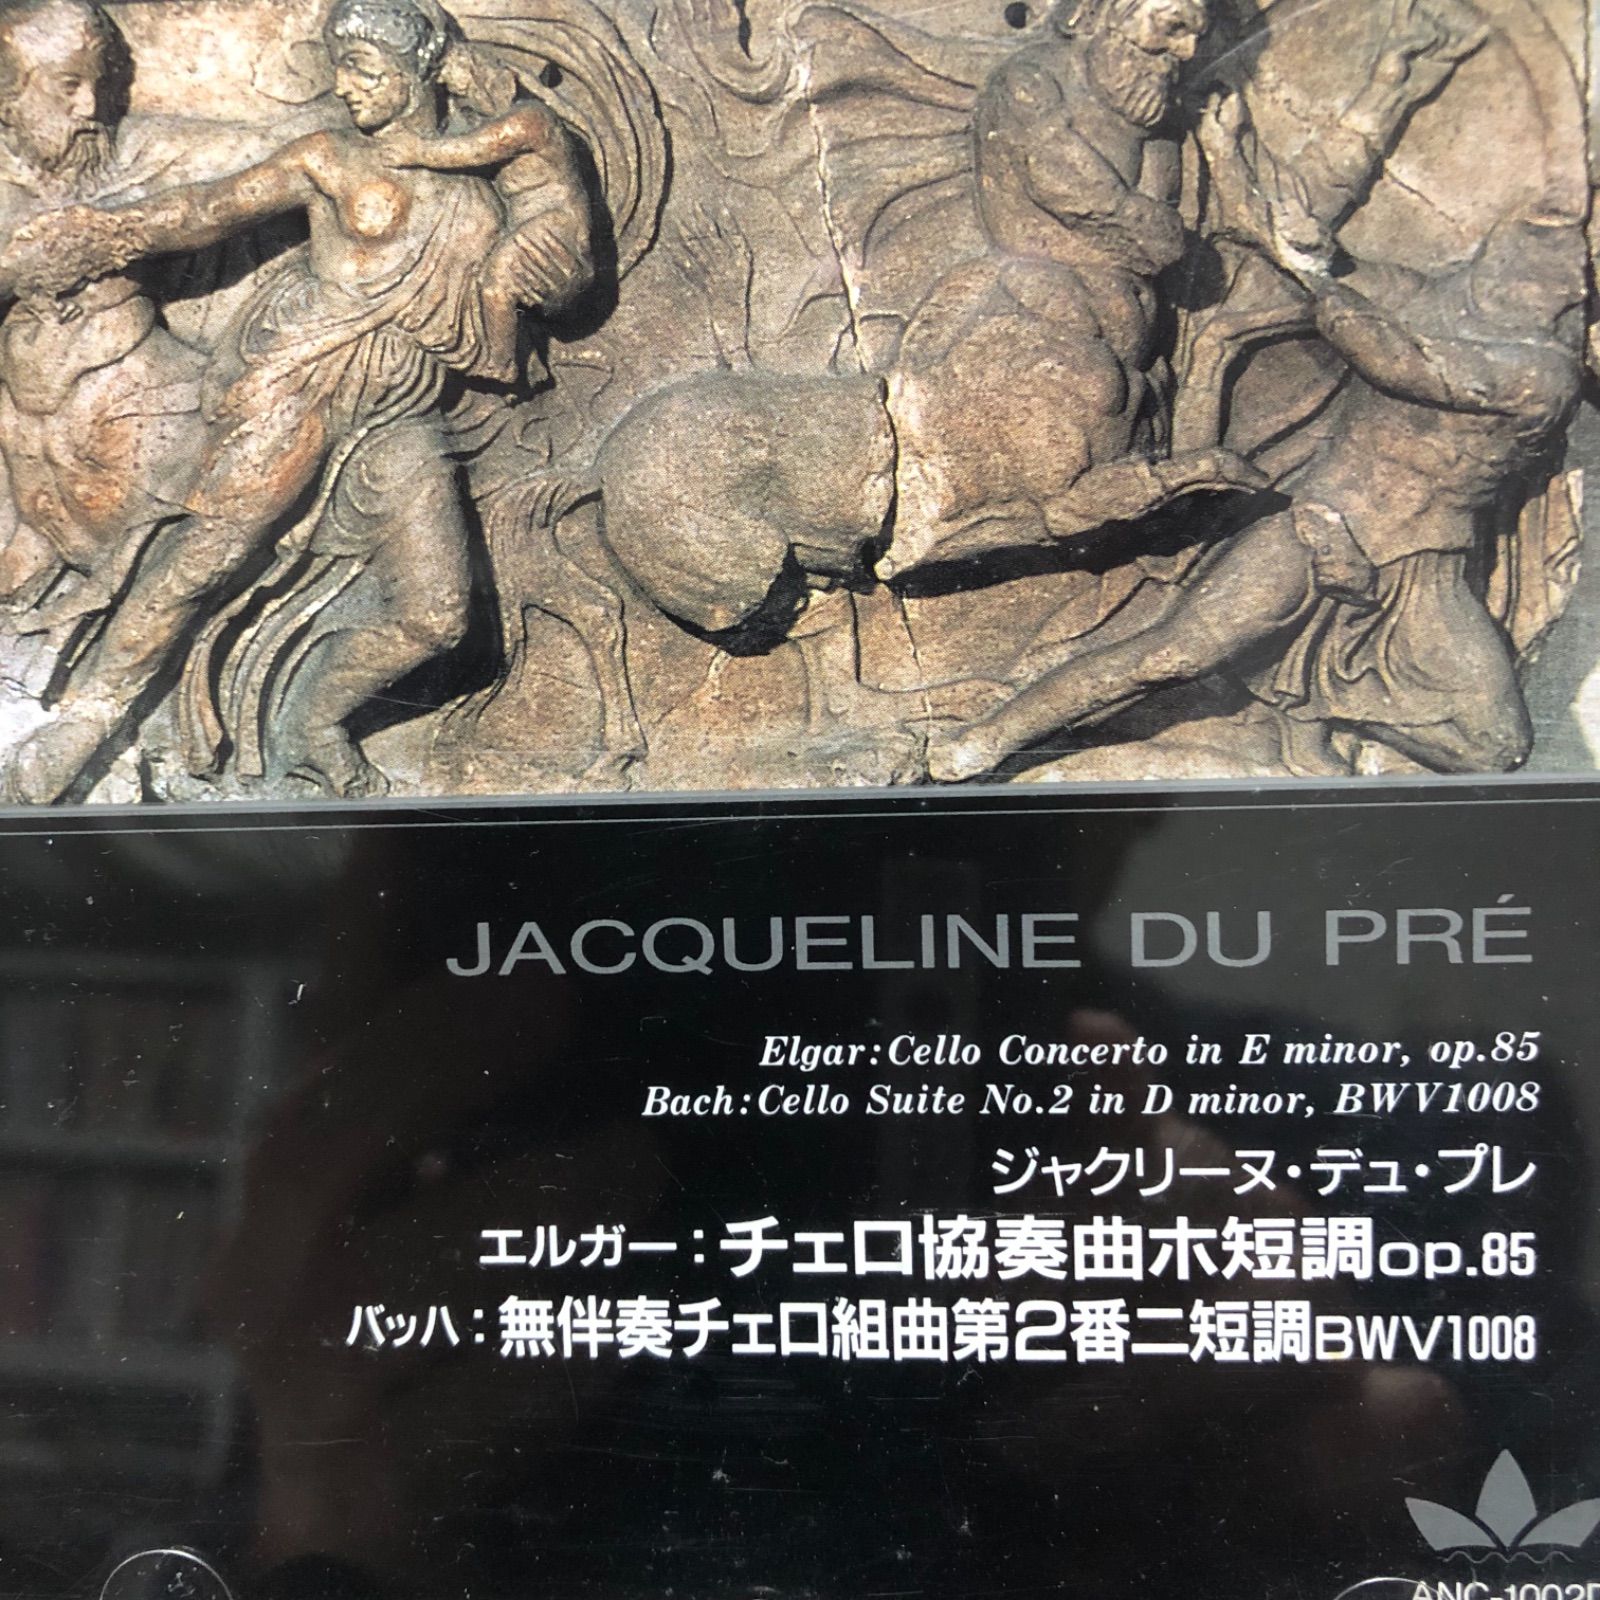 JACQUELINE DU PRÉ
Elgar:Cello Concerto in E minor, op.85
Bach:Cello Suite No.2 in D minor, BWV1008
ジャクリーヌ・デュ・プレ
エルガー：チェロ協奏曲ホ短調op.85
バッハ：無伴奏チェロ組曲第2番ニ短調BWV1008
ANC-1002D